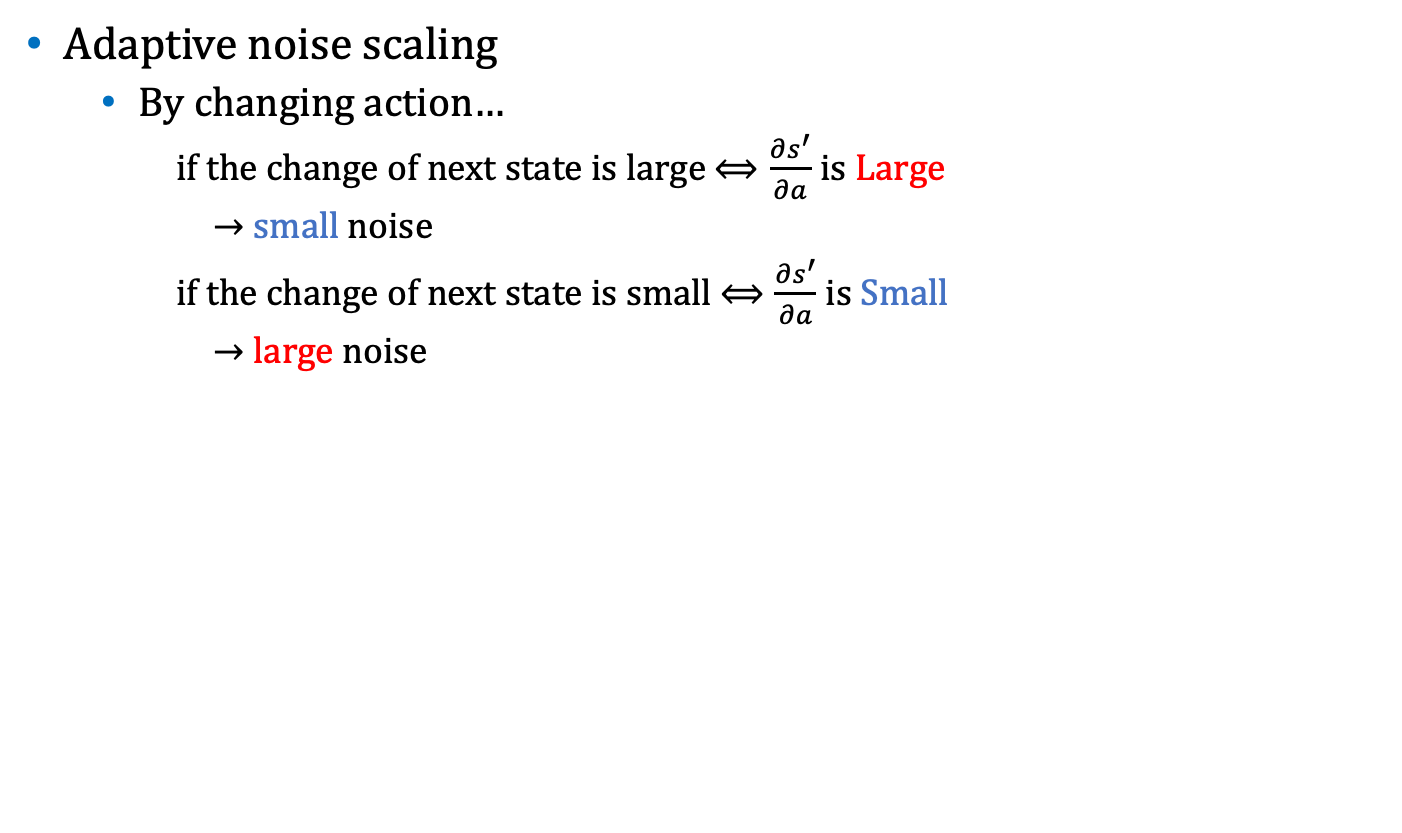 • Adaptive noise scaling
• By changing action…
if the change of next state is large ⟺ ∂s′/∂a is Large
→ small noise
if the change of next state is small ⟺ ∂s′/∂a is Small
→ large noise